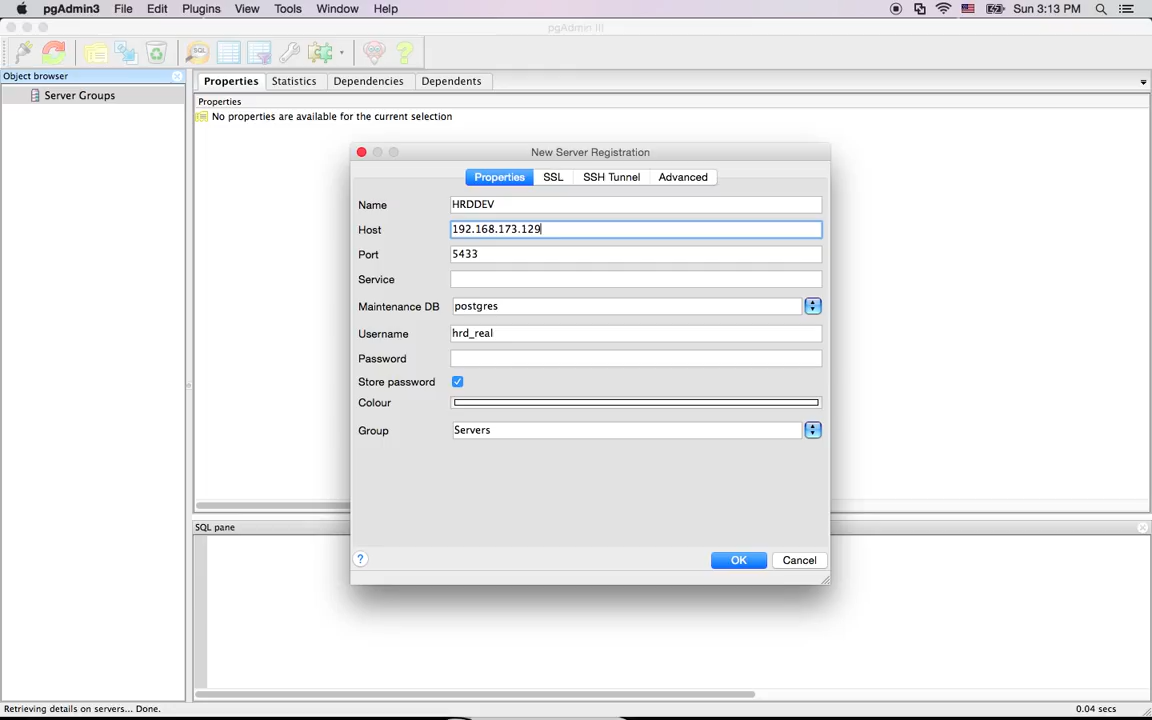 pgAdmin3 File Edit Plugins View Tools Window Help Sun 3:13 PM
pgAdmin III
SQL
Object browser
Server Groups
Properties Statistics Dependencies Dependents
Properties
No properties are available for the current selection
New Server Registration
Properties SSL SSH Tunnel Advanced
Name HRDDEV
Host 192.168.173.129
Port 5433
Service
Maintenance DB postgres
Username hrd_real
Password
Store password
Colour
Group Servers
? OK Cancel
SQL pane
Retrieving details on servers... Done. 0.04 secs